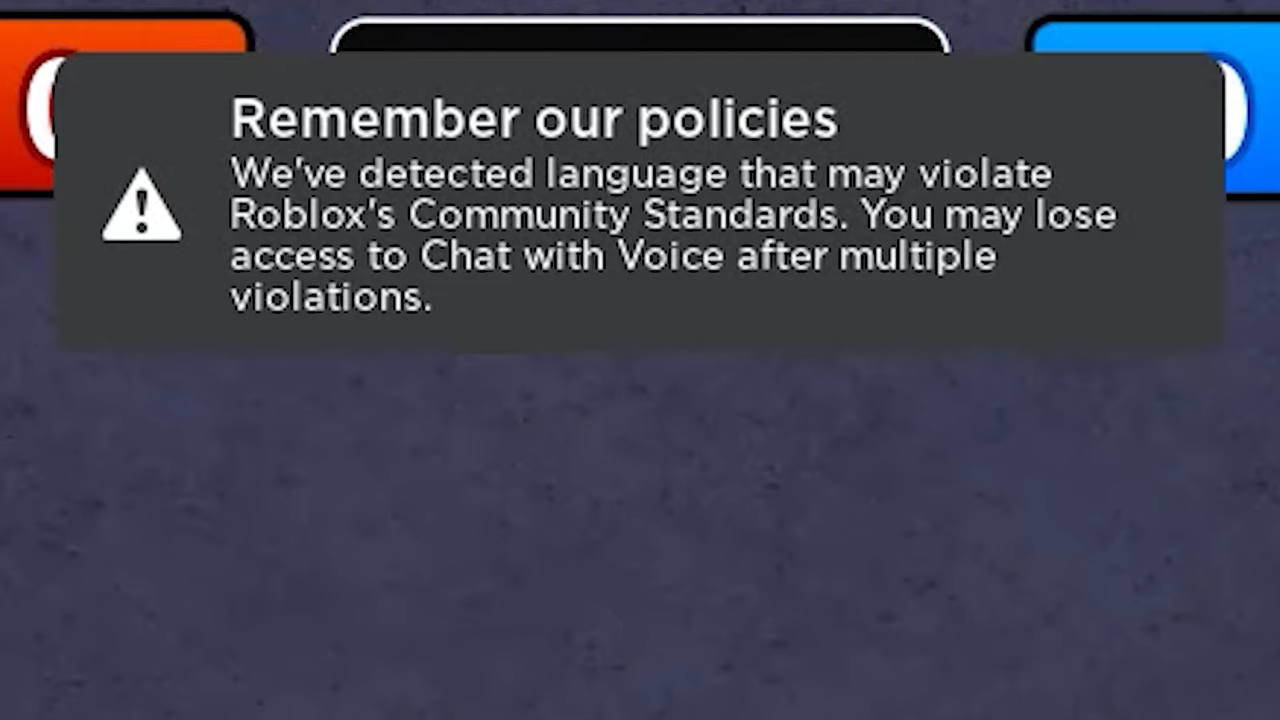 Remember our policies
We've detected language that may violate
Roblox's Community Standards. You may lose
access to Chat with Voice after multiple
violations.